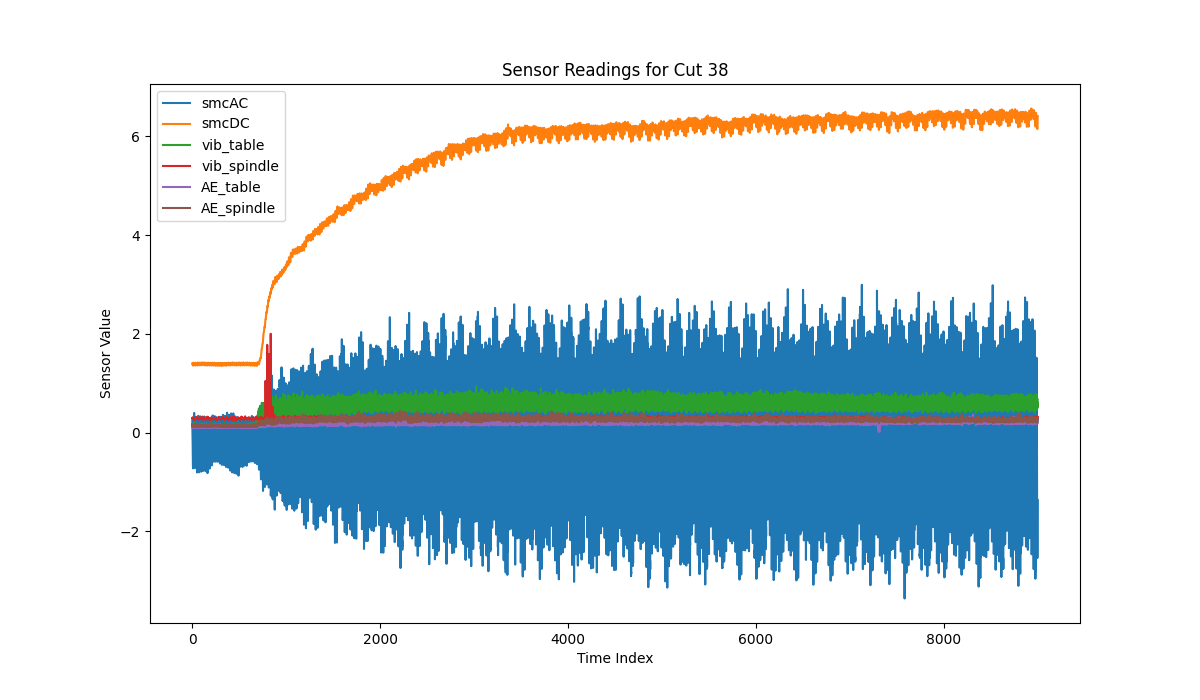 Sensor Readings for Cut 38
smcAC
smcDC
vib_table
vib_spindle
AE_table
AE_spindle
Sensor Value
6
4
2
0
−2
0 2000 4000 6000 8000
Time Index